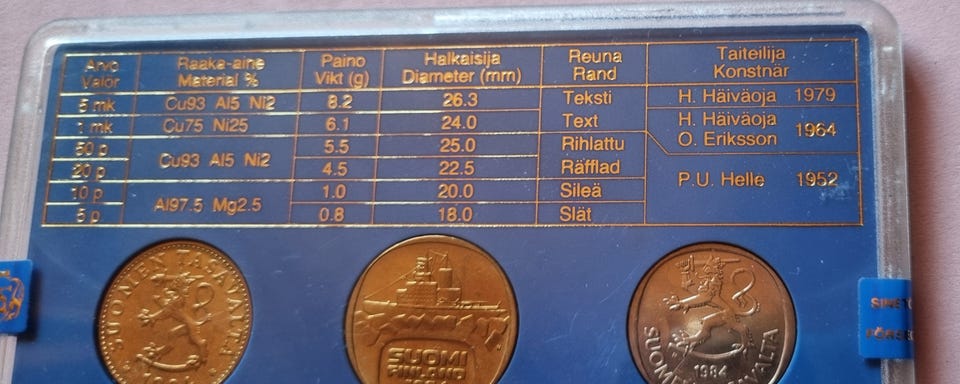 Arvo Raaka-aine Paino Halkaisija Reuna Taiteilija
Valör Material % Vikt (g) Diameter (mm) Rand Konstnär
5 mk Cu93 Al5 Ni2 8.2 26.3 Teksti H. Häiväoja 1979
1 mk Cu75 Ni25 6.1 24.0 Text H. Häiväoja
O. Eriksson 1964
50 p Cu93 Al5 Ni2 5.5 25.0 Rihlattu
20 p 4.5 22.5 Räfflad P.U. Helle 1952
10 p Al97.5 Mg2.5 1.0 20.0 Sileä
5 p 0.8 18.0 Slät
SUOMEN TASAVALTA
SUOMI
FINLAND
SUOMEN TASAVALTA
1984